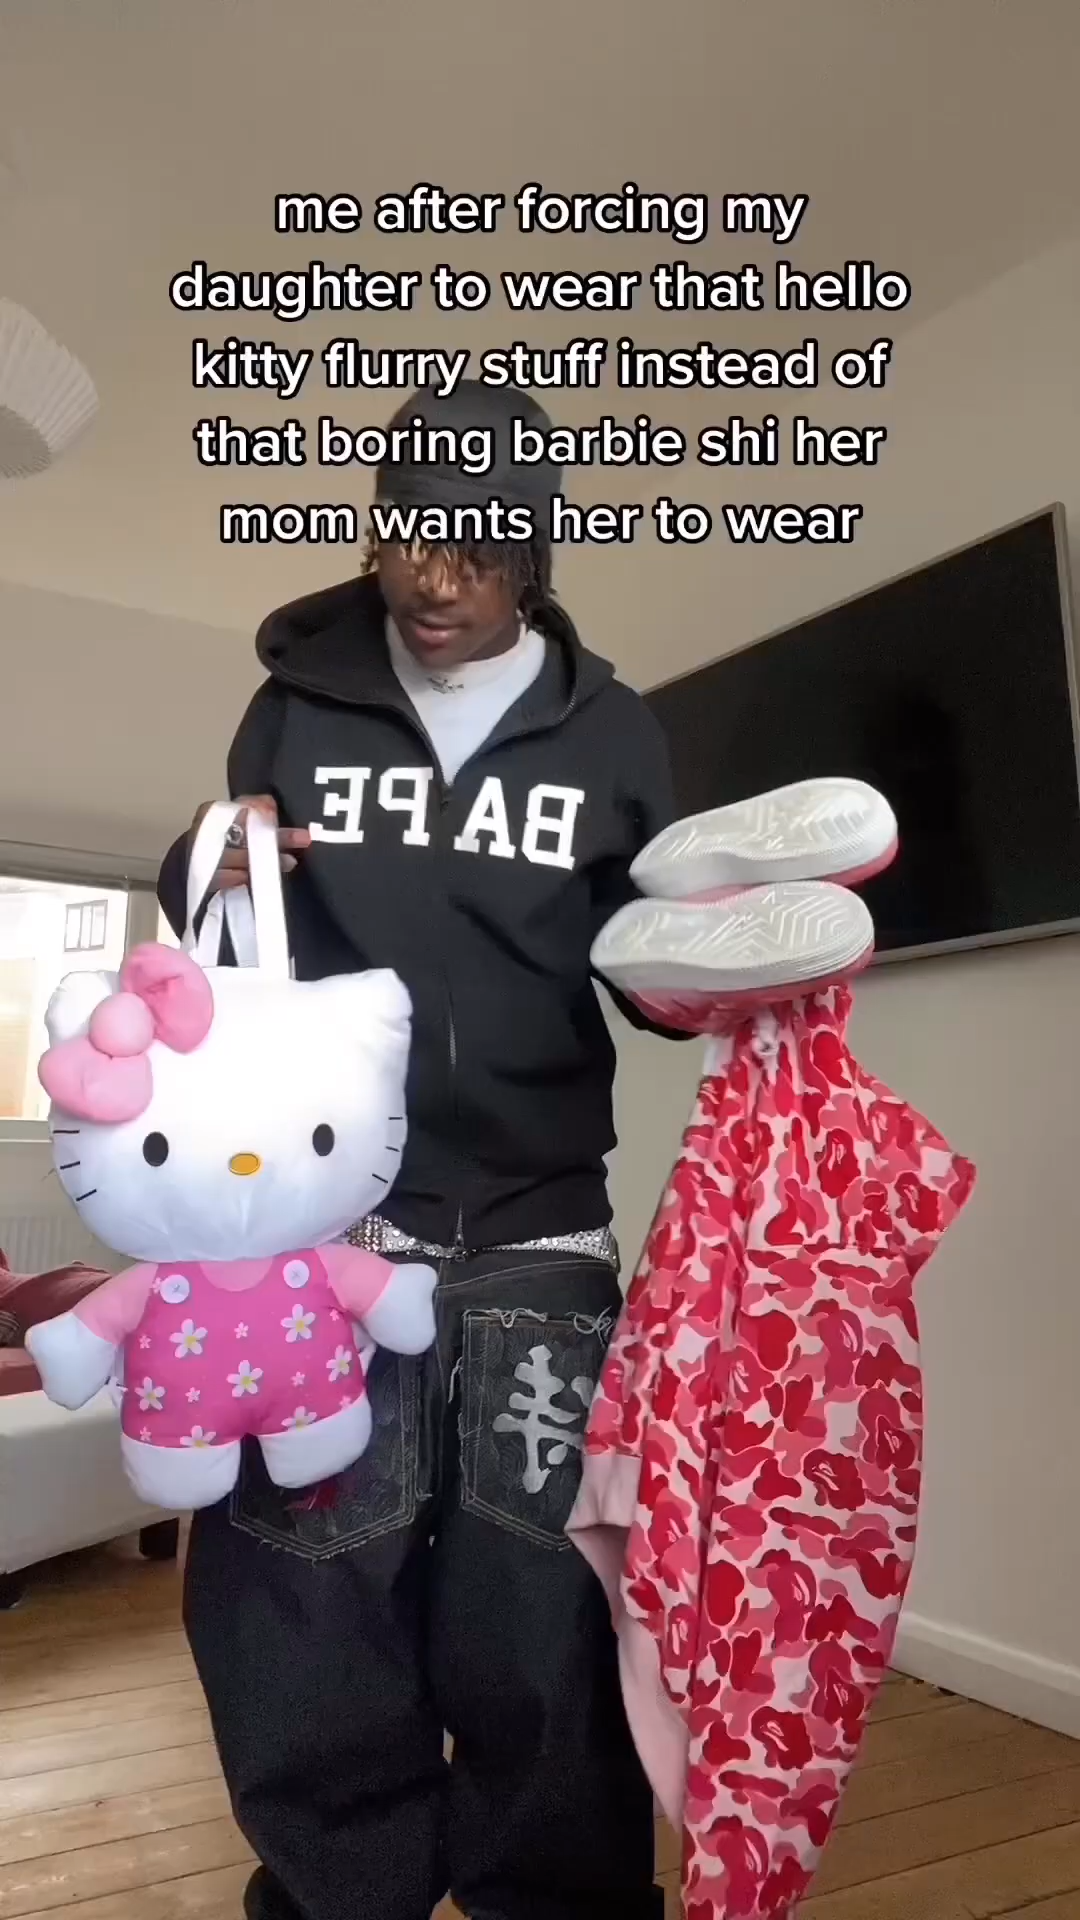 me after forcing my
daughter to wear that hello
kitty flurry stuff instead of
that boring barbie shi her
mom wants her to wear
BAPE